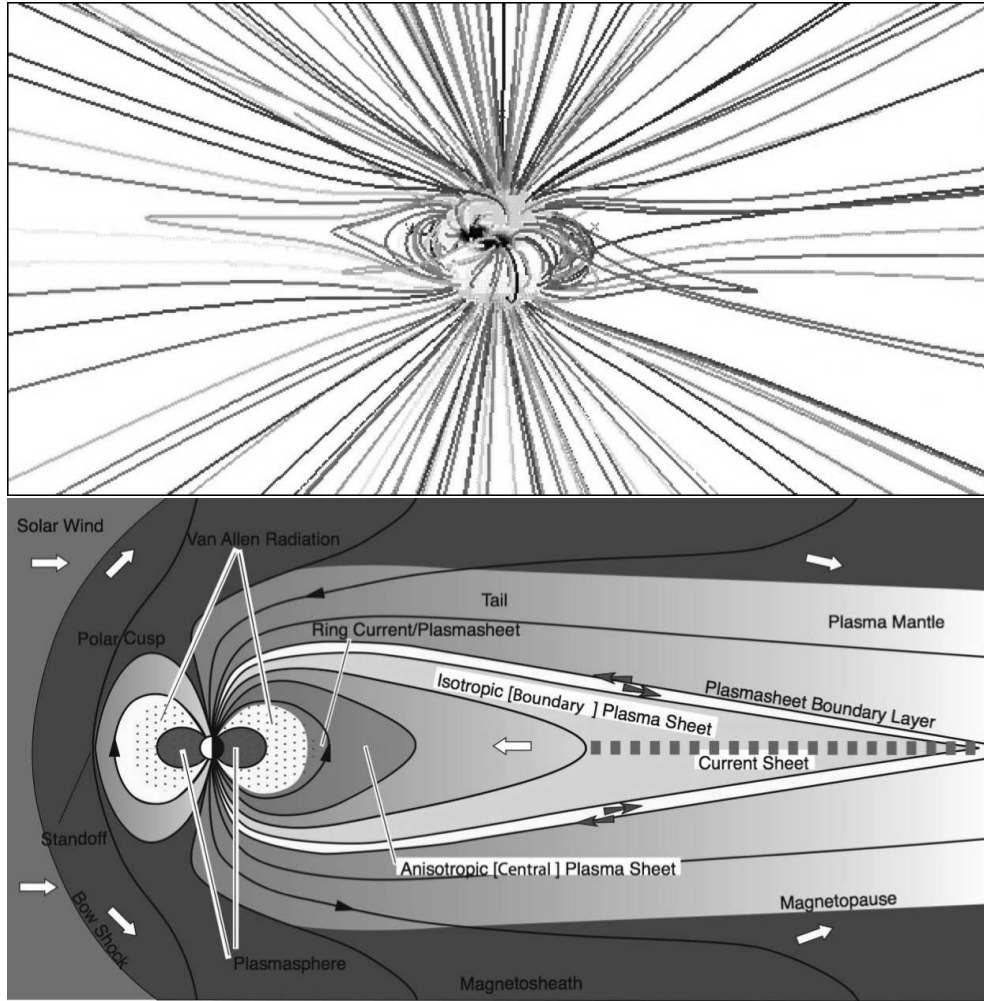 Solar Wind
Van Allen Radiation
Tail
Plasma Mantle
Polar Cusp
Ring Current/Plasmasheet
Isotropic [Boundary ] Plasma Sheet
Plasmasheet Boundary Layer
Current Sheet
Standoff
Anisotropic [Central ] Plasma Sheet
Bow Shock
Magnetopause
Plasmasphere
Magnetosheath